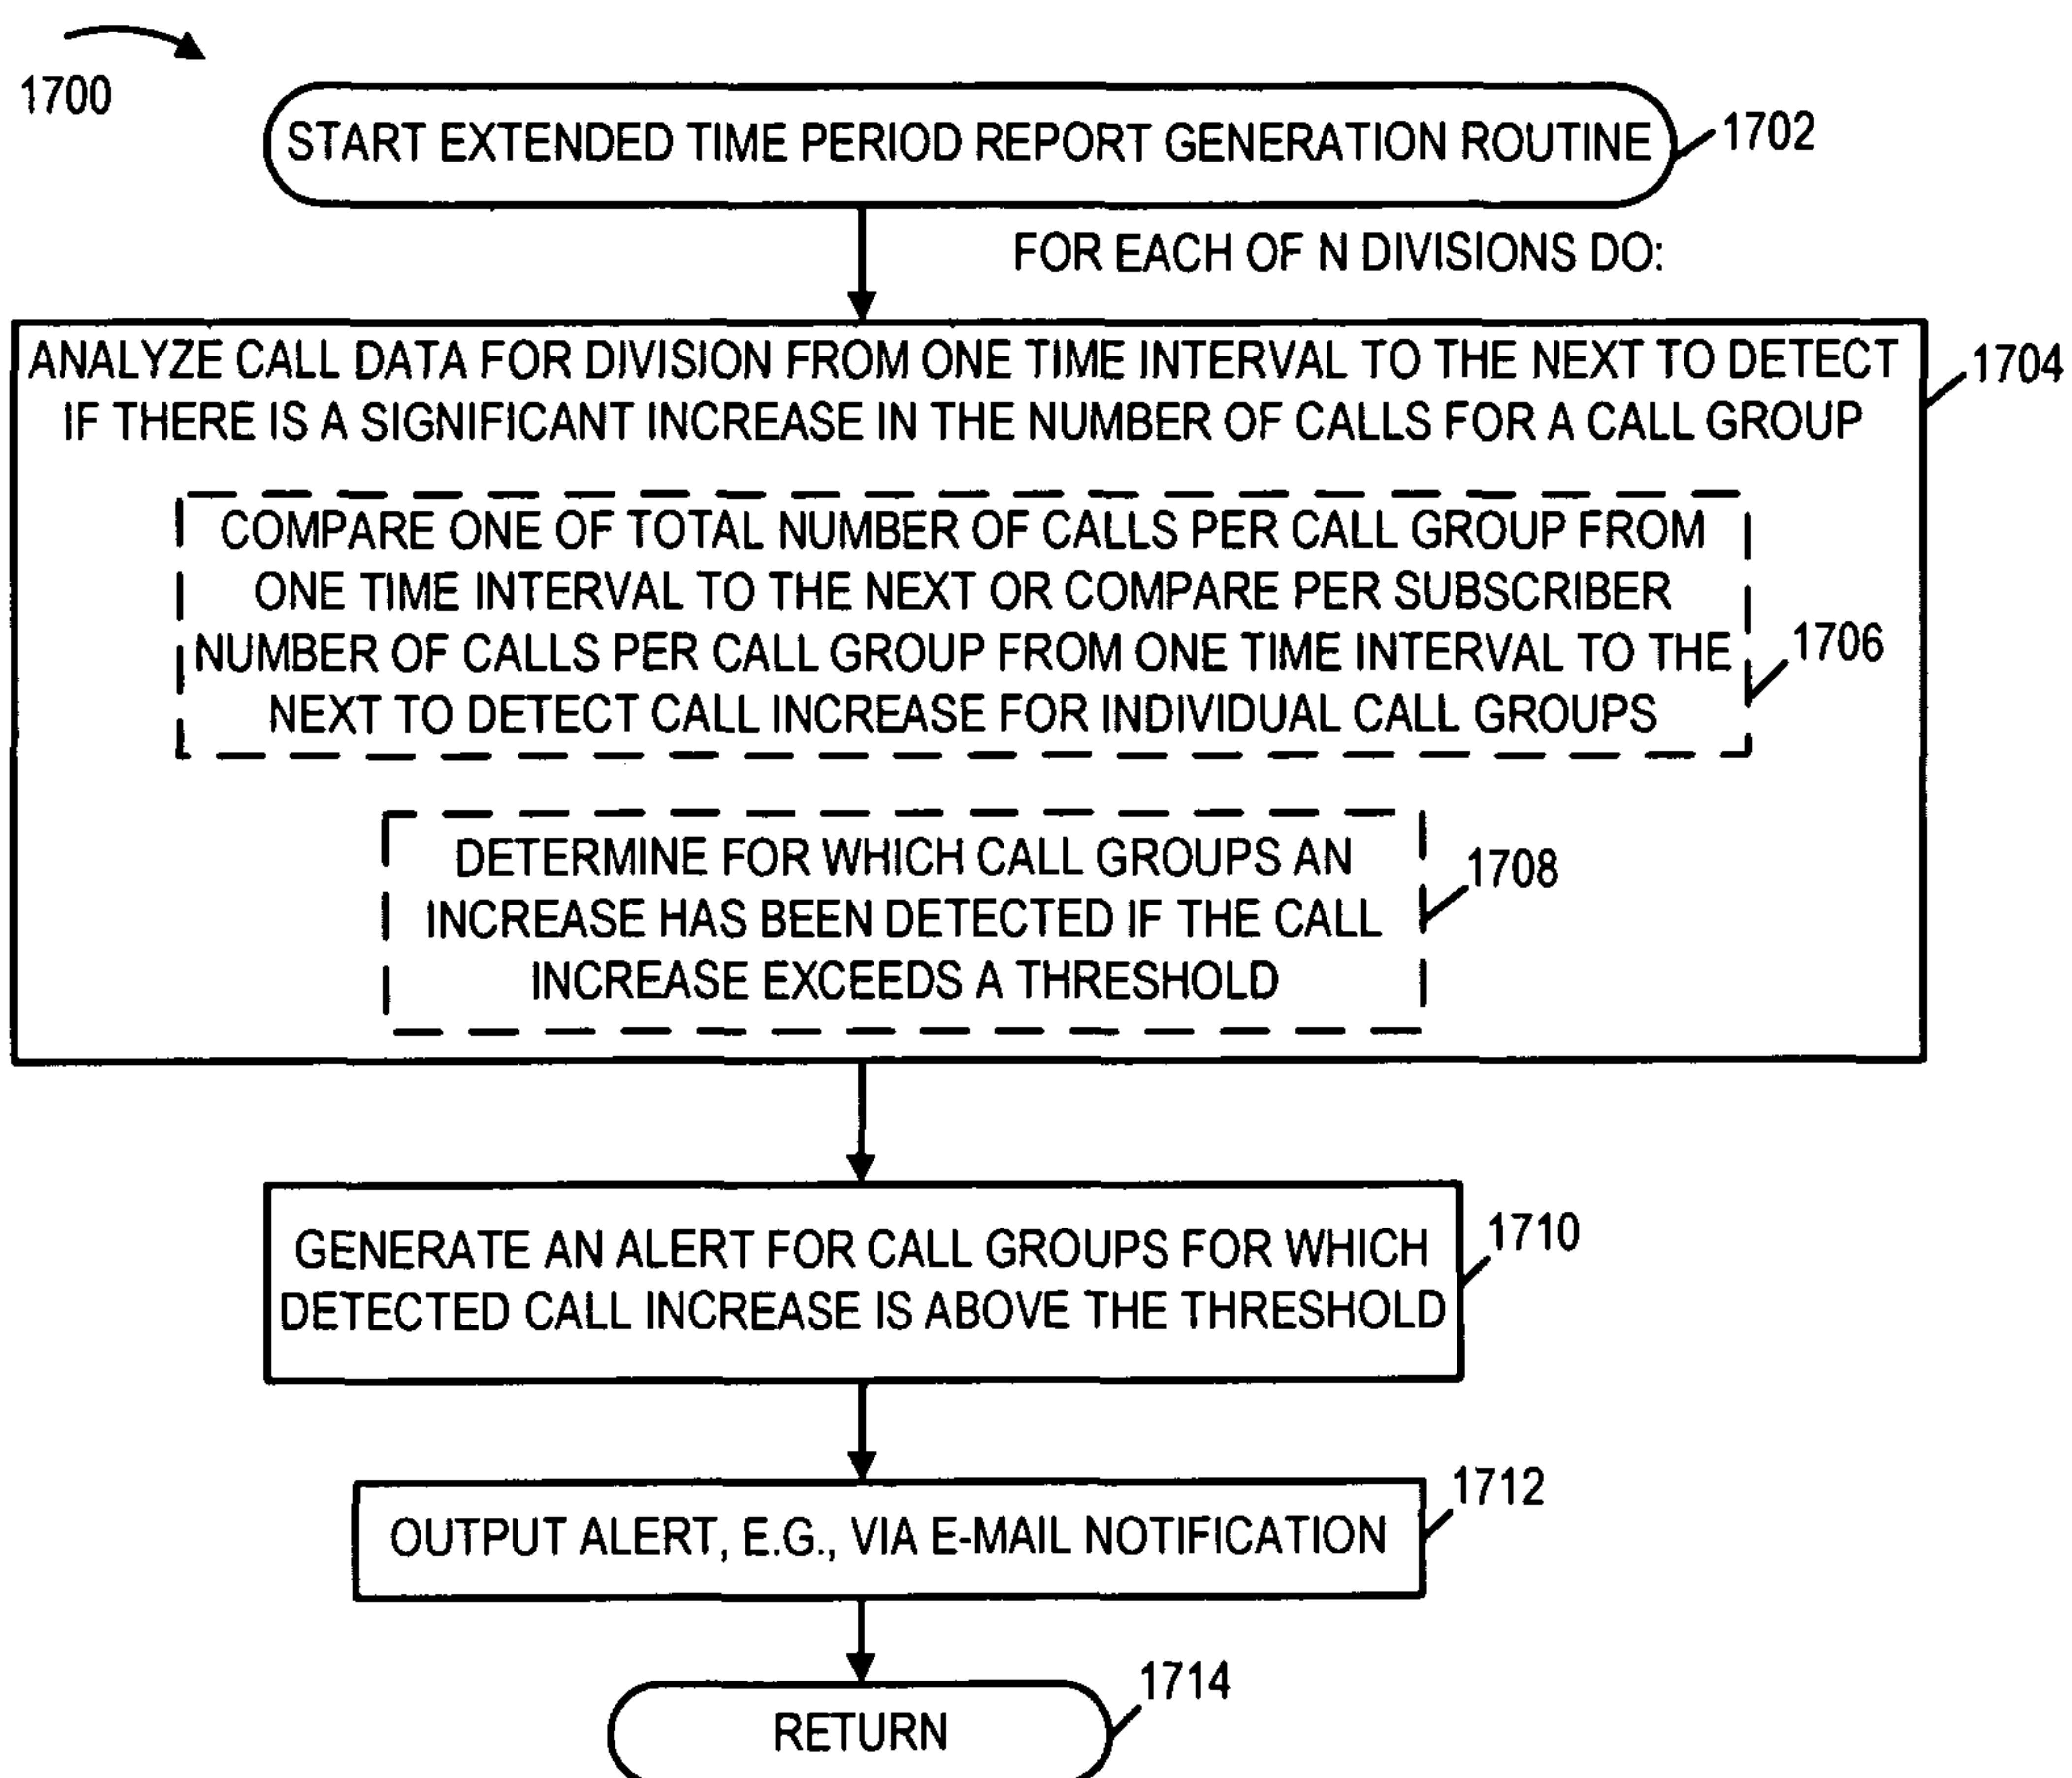 1700
START EXTENDED TIME PERIOD REPORT GENERATION ROUTINE
1702
FOR EACH OF N DIVISIONS DO:
ANALYZE CALL DATA FOR DIVISION FROM ONE TIME INTERVAL TO THE NEXT TO DETECT
IF THERE IS A SIGNIFICANT INCREASE IN THE NUMBER OF CALLS FOR A CALL GROUP
1704
COMPARE ONE OF TOTAL NUMBER OF CALLS PER CALL GROUP FROM
ONE TIME INTERVAL TO THE NEXT OR COMPARE PER SUBSCRIBER
NUMBER OF CALLS PER CALL GROUP FROM ONE TIME INTERVAL TO THE
NEXT TO DETECT CALL INCREASE FOR INDIVIDUAL CALL GROUPS
1706
DETERMINE FOR WHICH CALL GROUPS AN
INCREASE HAS BEEN DETECTED IF THE CALL
INCREASE EXCEEDS A THRESHOLD
1708
GENERATE AN ALERT FOR CALL GROUPS FOR WHICH
DETECTED CALL INCREASE IS ABOVE THE THRESHOLD
1710
OUTPUT ALERT, E.G., VIA E-MAIL NOTIFICATION
1712
RETURN
1714